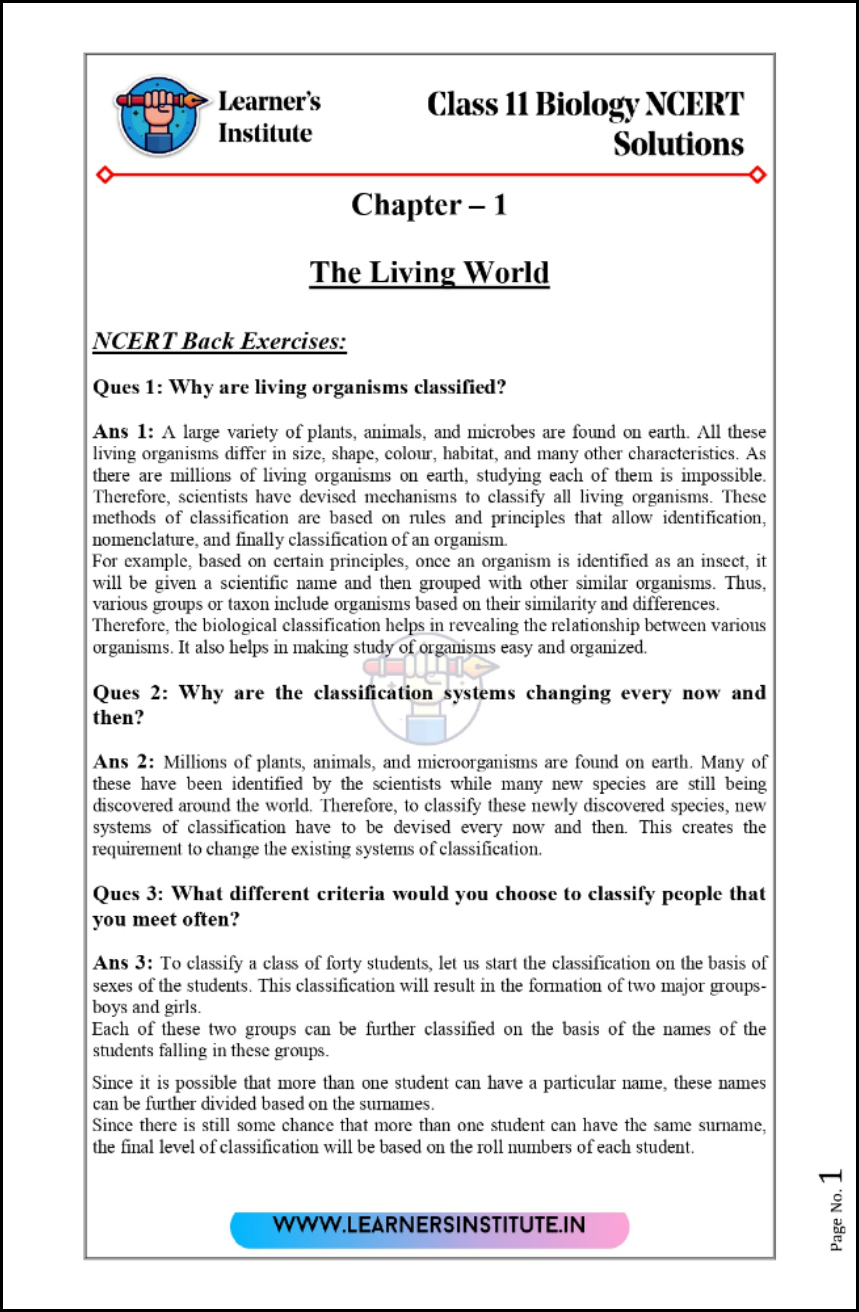 Learner's
Institute
Class 11 Biology NCERT
Solutions
Chapter – 1
The Living World
NCERT Back Exercises:
Ques 1: Why are living organisms classified?
Ans 1: A large variety of plants, animals, and microbes are found on earth. All these
living organisms differ in size, shape, colour, habitat, and many other characteristics. As
there are millions of living organisms on earth, studying each of them is impossible.
Therefore, scientists have devised mechanisms to classify all living organisms. These
methods of classification are based on rules and principles that allow identification,
nomenclature, and finally classification of an organism.
For example, based on certain principles, once an organism is identified as an insect, it
will be given a scientific name and then grouped with other similar organisms. Thus,
various groups or taxon include organisms based on their similarity and differences.
Therefore, the biological classification helps in revealing the relationship between various
organisms. It also helps in making study of organisms easy and organized.
Ques 2: Why are the classification systems changing every now and
then?
Ans 2: Millions of plants, animals, and microorganisms are found on earth. Many of
these have been identified by the scientists while many new species are still being
discovered around the world. Therefore, to classify these newly discovered species, new
systems of classification have to be devised every now and then. This creates the
requirement to change the existing systems of classification.
Ques 3: What different criteria would you choose to classify people that
you meet often?
Ans 3: To classify a class of forty students, let us start the classification on the basis of
sexes of the students. This classification will result in the formation of two major groups-
boys and girls.
Each of these two groups can be further classified on the basis of the names of the
students falling in these groups.
Since it is possible that more than one student can have a particular name, these names
can be further divided based on the surnames.
Since there is still some chance that more than one student can have the same surname,
the final level of classification will be based on the roll numbers of each student.
WWW.LEARNERSINSTITUTE.IN
Page No. 1